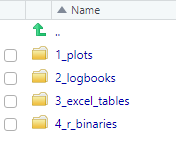 Name
..
1_plots
2_logbooks
3_excel_tables
4_r_binaries